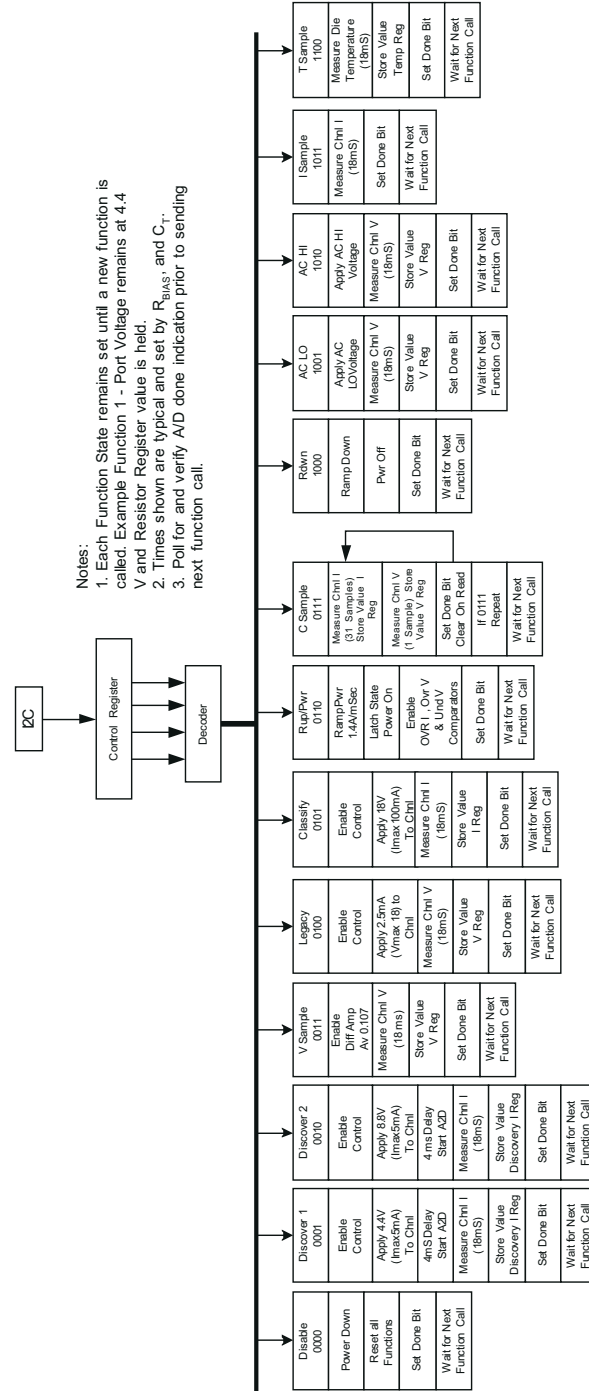 I2C
Control Register
Decoder
Notes:
1. Each Function State remains set until a new function is
called. Example Function 1 - Port Voltage remains at 4.4
V and Resistor Register value is held.
2. Times shown are typical and set by RBIAS, and CT.
3. Poll for and verify A/D done indication prior to sending
next function call.
Disable
0000
Power Down
Reset all
Functions
Set Done Bit
Wait for Next
Function Call
Discover 1
0001
Enable
Control
Apply 4.4V
(Imax5mA)
To Chnl
4mS Delay
Start A2D
Measure Chnl I
(18mS)
Store Value
Discovery I Reg
Set Done Bit
Wait for Next
Function Call
Discover 2
0010
Enable
Control
Apply 8.8V
(Imax5mA)
To Chnl
4 ms Delay
Start A2D
Measure Chnl I
(18mS)
Store Value
Discovery I Reg
Set Done Bit
Wait for Next
Function Call
V Sample
0011
Enable
Diff Amp
Av 0.107
Measure Chnl V
(18 ms)
Store Value
V Reg
Set Done Bit
Wait for Next
Function Call
Legacy
0100
Enable
Control
Apply 2.5mA
(Vmax 18) to
Chnl
Measure Chnl V
(18mS)
Store Value
V Reg
Set Done Bit
Wait for Next
Function Call
Classify
0101
Enable
Control
Apply 18V
(Imax 100mA)
To Chnl
Measure Chnl I
(18mS)
Store Value
I Reg
Set Done Bit
Wait for Next
Function Call
Rup/Pwr
0110
Ramp Pwr
1.4A/mSec
Latch State
Power On
Enable
OVR I , Ovr V
& Und V
Comparators
Set Done Bit
Wait for Next
Function Call
C Sample
0111
Measure Chnl I
(31 Samples)
Store Value I
Reg
Measure Chnl V
(1 Sample) Store
Value V Reg
Set Done Bit
Clear On Read
If 0111
Repeat
Wait for Next
Function Call
Rdwn
1000
Ramp Down
Pwr Off
Set Done Bit
Wait for Next
Function Call
AC LO
1001
Apply AC
LO Voltage
Measure Chnl V
(18mS)
Store Value
V Reg
Set Done Bit
Wait for Next
Function Call
AC HI
1010
Apply AC HI
Voltage
Measure Chnl V
(18mS)
Store Value
V Reg
Set Done Bit
Wait for Next
Function Call
I Sample
1011
Measure Chnl I
(18mS)
Set Done Bit
Wait for Next
Function Call
T Sample
1100
Measure Die
Temperature
(18mS)
Store Value
Temp Reg
Set Done Bit
Wait for Next
Function Call